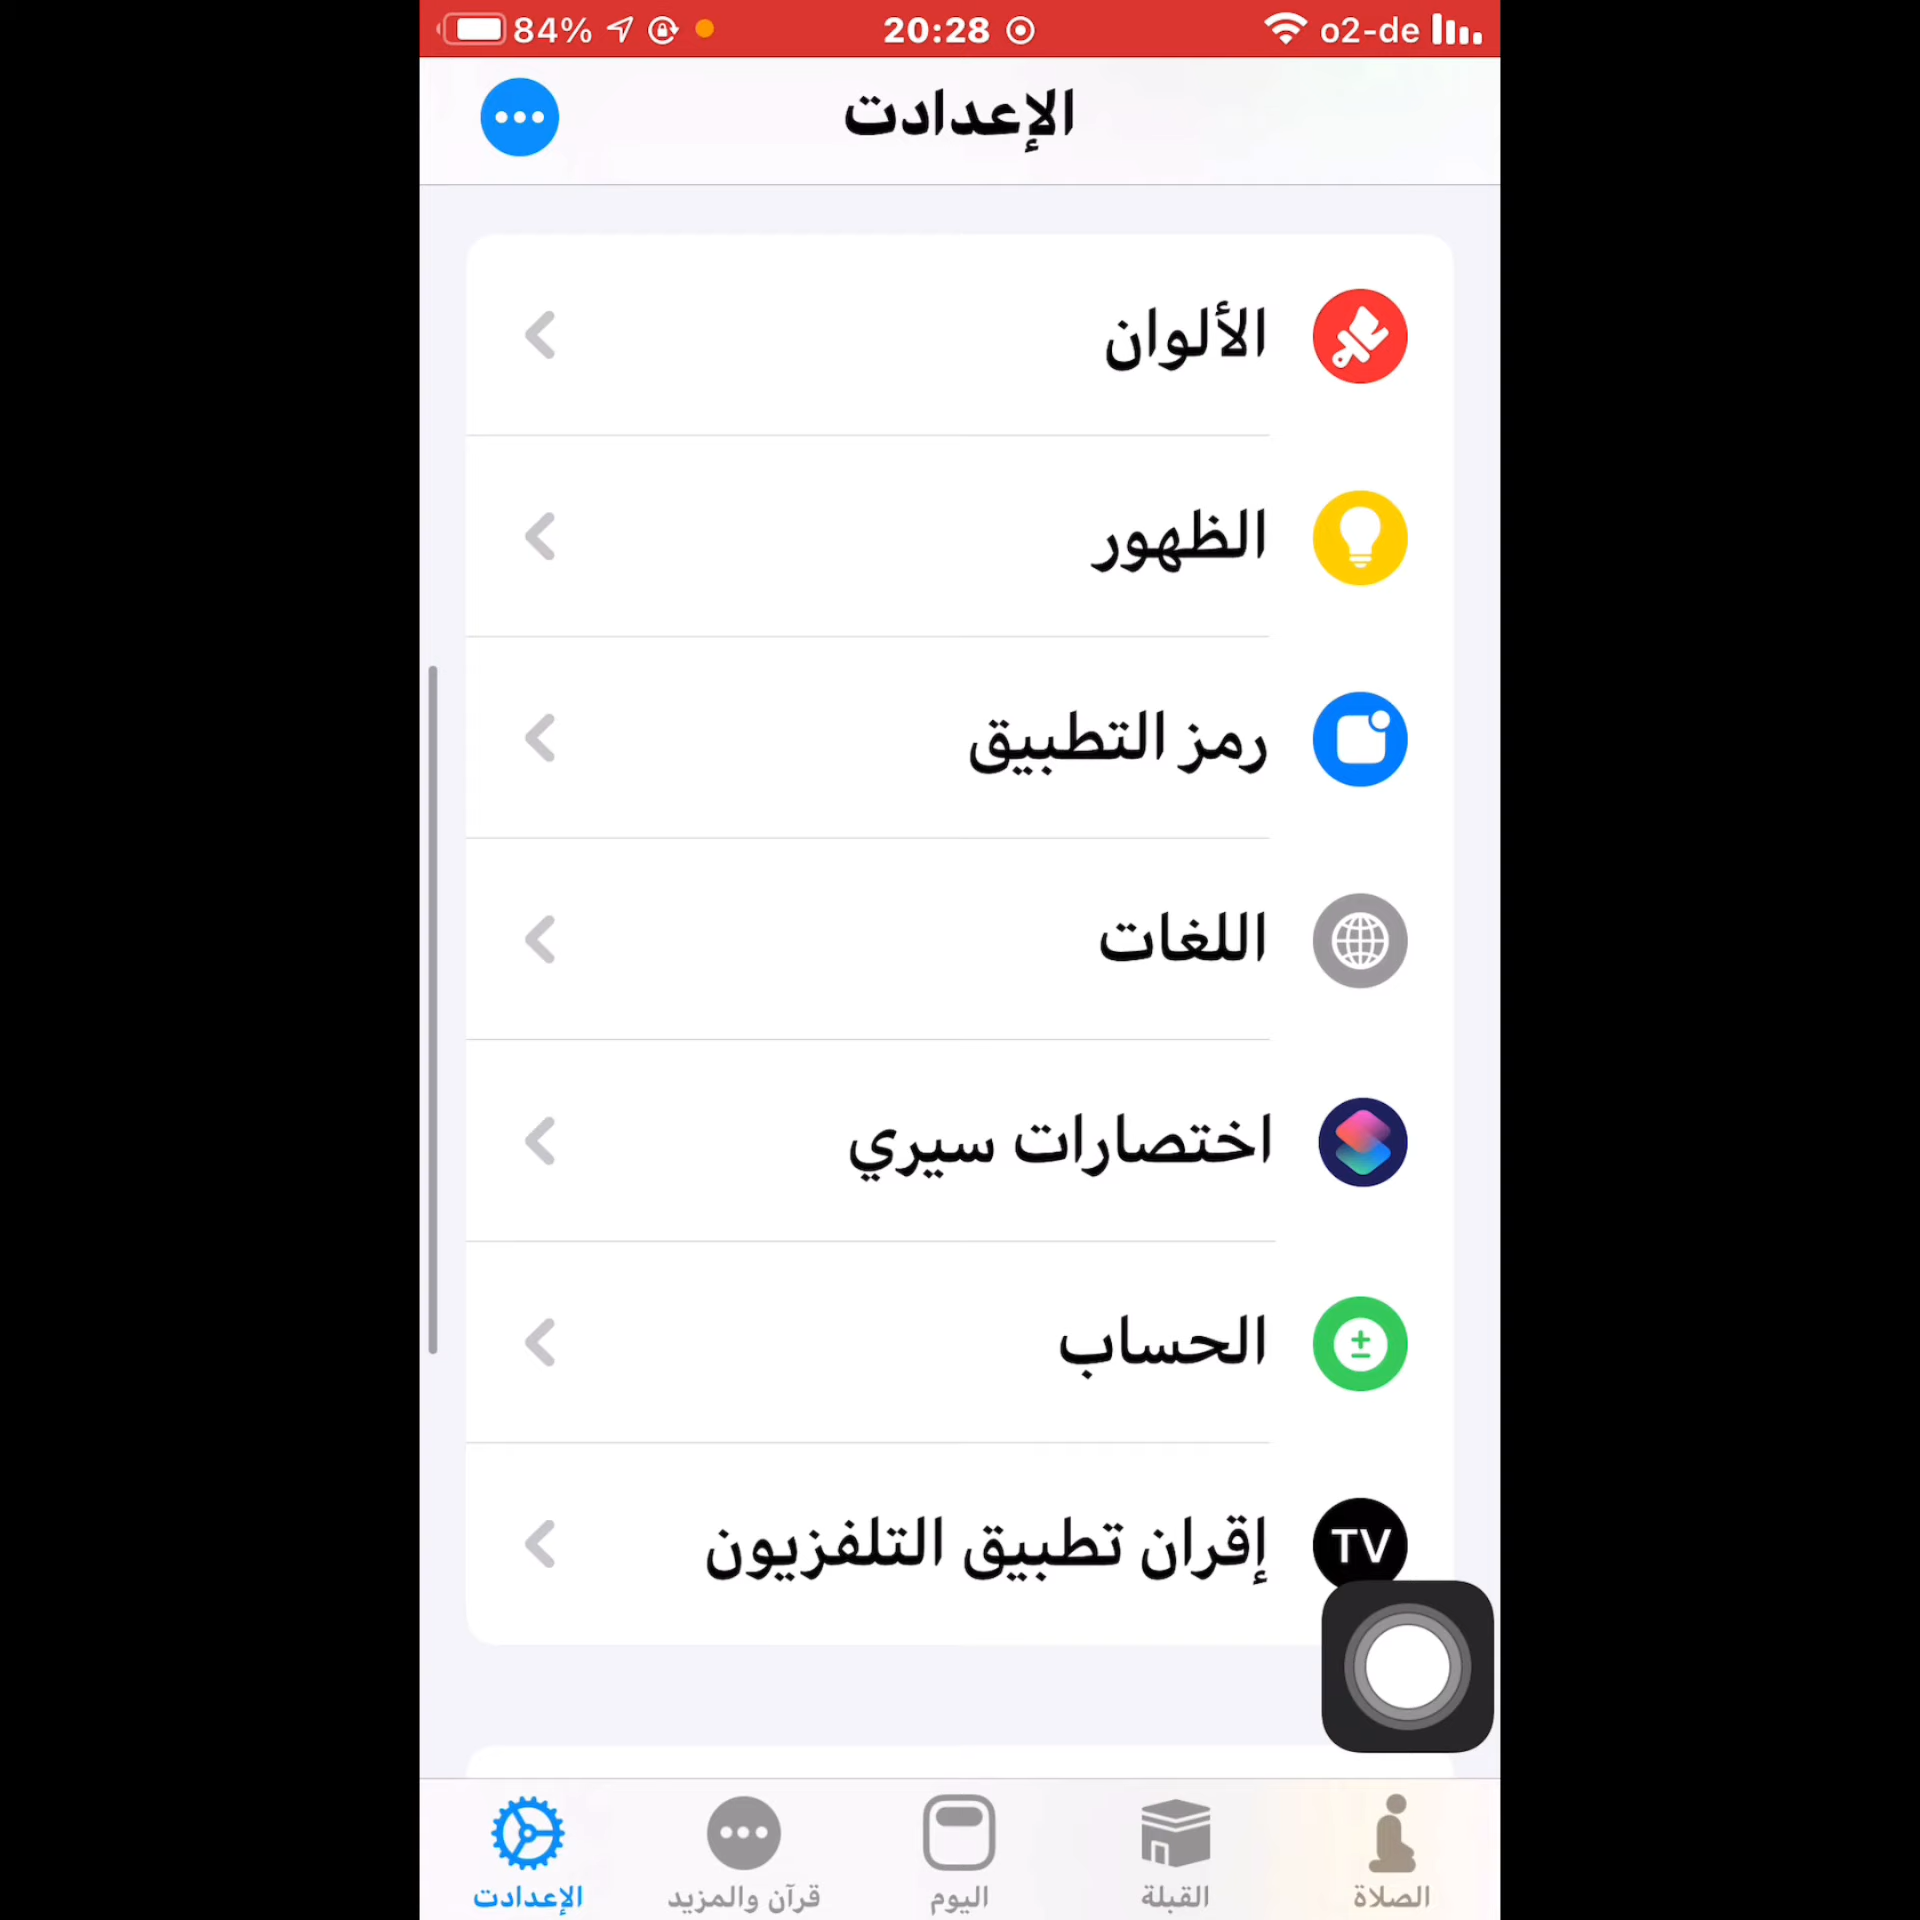 84% 20:28 o2-de
الإعدادت
الألوان
الظهور
رمز التطبيق
اللغات
اختصارات سيري
الحساب
إقران تطبيق التلفزيون
TV
الصلاة
القبلة
اليوم
قرآن والمزيد
الإعدادت